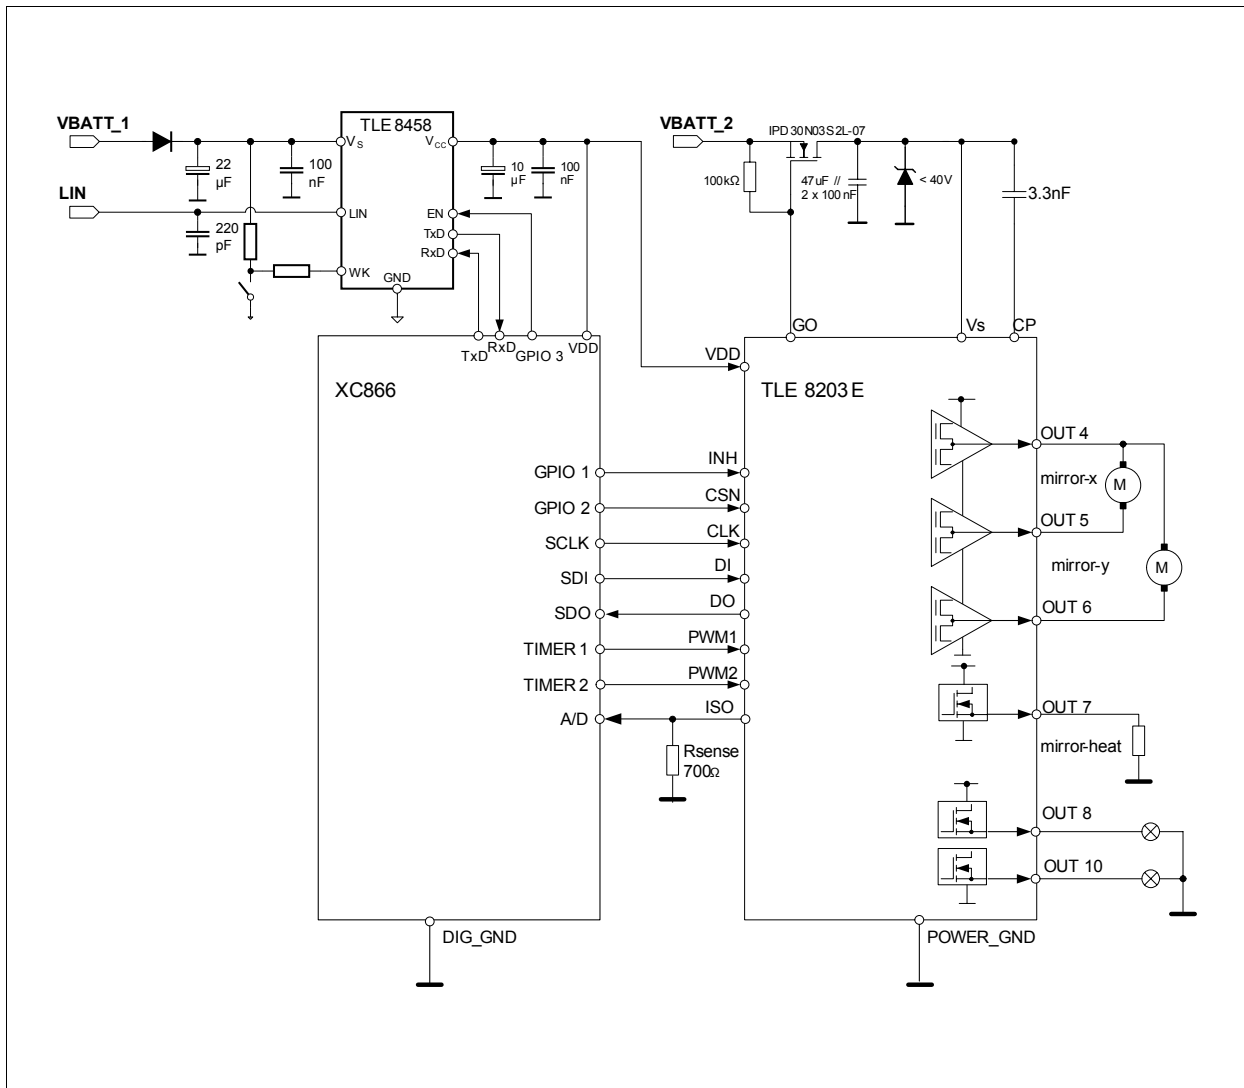 VBATT_1
TLE 8458
VS
VCC
22
µF
100
nF
10
µF
100
nF
LIN
LIN
220
pF
EN
TxD
RxD
WK
GND
VBATT_2
IPD 30N03S2L-07
100kΩ
47uF //
2 x 100nF
< 40V
3.3nF
TxD
RxD
GPIO 3
VDD
GO
Vs
CP
VDD
XC866
TLE 8203E
GPIO 1
INH
GPIO 2
CSN
SCLK
CLK
SDI
DI
SDO
DO
TIMER 1
PWM1
TIMER 2
PWM2
A/D
ISO
Rsense
700Ω
OUT 4
mirror-x
M
OUT 5
mirror-y
M
OUT 6
OUT 7
mirror-heat
OUT 8
OUT 10
DIG_GND
POWER_GND